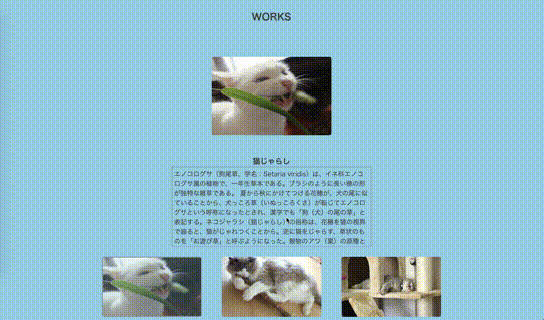 WORKS
猫じゃらし
エノコログサ（狗尾草、学名：Setaria viridis）は、イネ科エノコ
ログサ属の植物で、一年生草本である。ブラシのように長い穂の形
が独特な雑草である。 夏から秋にかけてつける花穂が、犬の尾に似
ていることから、犬っころ草（いぬっころくさ）が転じてエノコロ
グサという呼称になったとされ、漢字でも「狗（犬）の尾の草」と
表記する。ネコジャラシ（猫じゃらし）の俗称は、花穂を猫の視界
で振ると、猫がじゃれつくことから。逆に猫をじゃらす、草状のも
のを「お遊び草」と呼ぶようになった。穀物のアワ（粟）の原種と